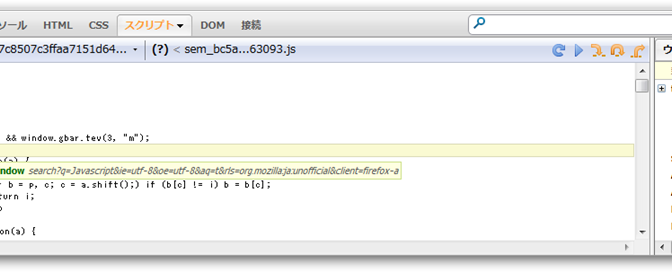 ソール HTML CSS スクリプト DOM 接続
7c8507c3ffaa7151d64... (?) < sem_bc5a...63093.js
&& window.gbar.tev(3, "m");
ndow search?q=Javascript&ie=utf-8&oe=utf-8&aq=t&rls=org.mozilla:ja:unofficial&client=firefox-a
b = p, c; c = a.shift();) if (b[c] != i) b = b[c];
turn i;
on(a) {